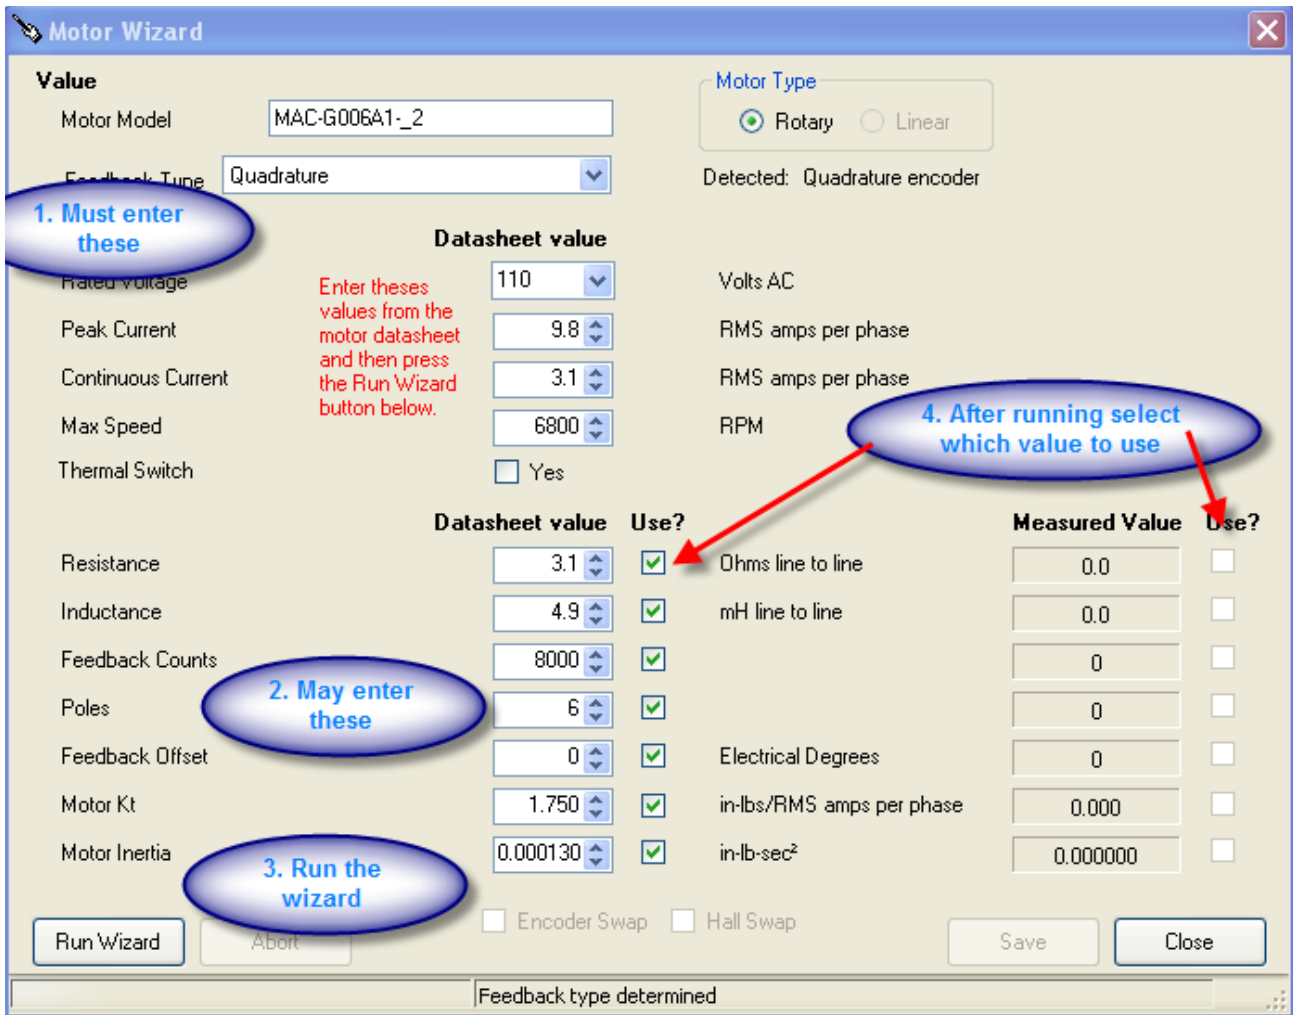 Motor Wizard
Value
Motor Model
MAC-G006A1-_2
Motor Type
Rotary
Linear
Feedback Type
Quadrature
Detected: Quadrature encoder
1. Must enter
these
Datasheet value
Rated Voltage
110
Volts AC
Enter theses
values from the
motor datasheet
and then press
the Run Wizard
button below.
Peak Current
9.8
RMS amps per phase
Continuous Current
3.1
RMS amps per phase
Max Speed
6800
RPM
4. After running select
which value to use
Thermal Switch
Yes
Datasheet value Use?
Measured Value Use?
Resistance
3.1
Ohms line to line
0.0
Inductance
4.9
mH line to line
0.0
Feedback Counts
8000
0
2. May enter
these
Poles
6
0
Feedback Offset
0
Electrical Degrees
0
Motor Kt
1.750
in-lbs/RMS amps per phase
0.000
Motor Inertia
0.000130
in-lb-sec²
0.000000
3. Run the
wizard
Encoder Swap
Hall Swap
Run Wizard
Abort
Save
Close
Feedback type determined